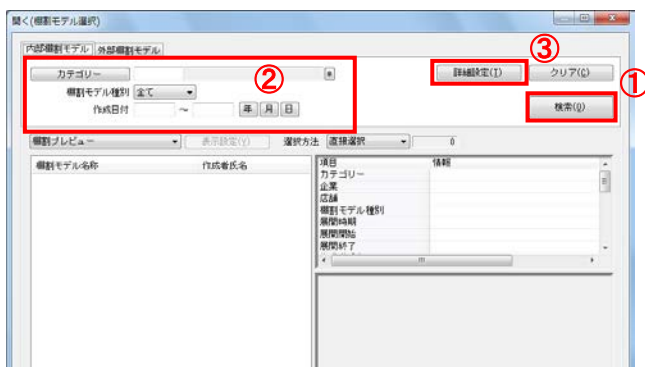 開く(棚割モデル選択)
内部棚割モデル 外部棚割モデル
③
カテゴリー ② * 詳細設定(I) クリア(C) ①
棚割モデル種別 全て
作成日付 ～ 年 月 日 検索(Q)
棚割プレビュー 表示設定(Y) 選択方法 直接選択 0
棚割モデル名称 作成者氏名 項目 情報
カテゴリー
企業
店舗
棚割モデル種別
展開時期
展開開始
展開終了